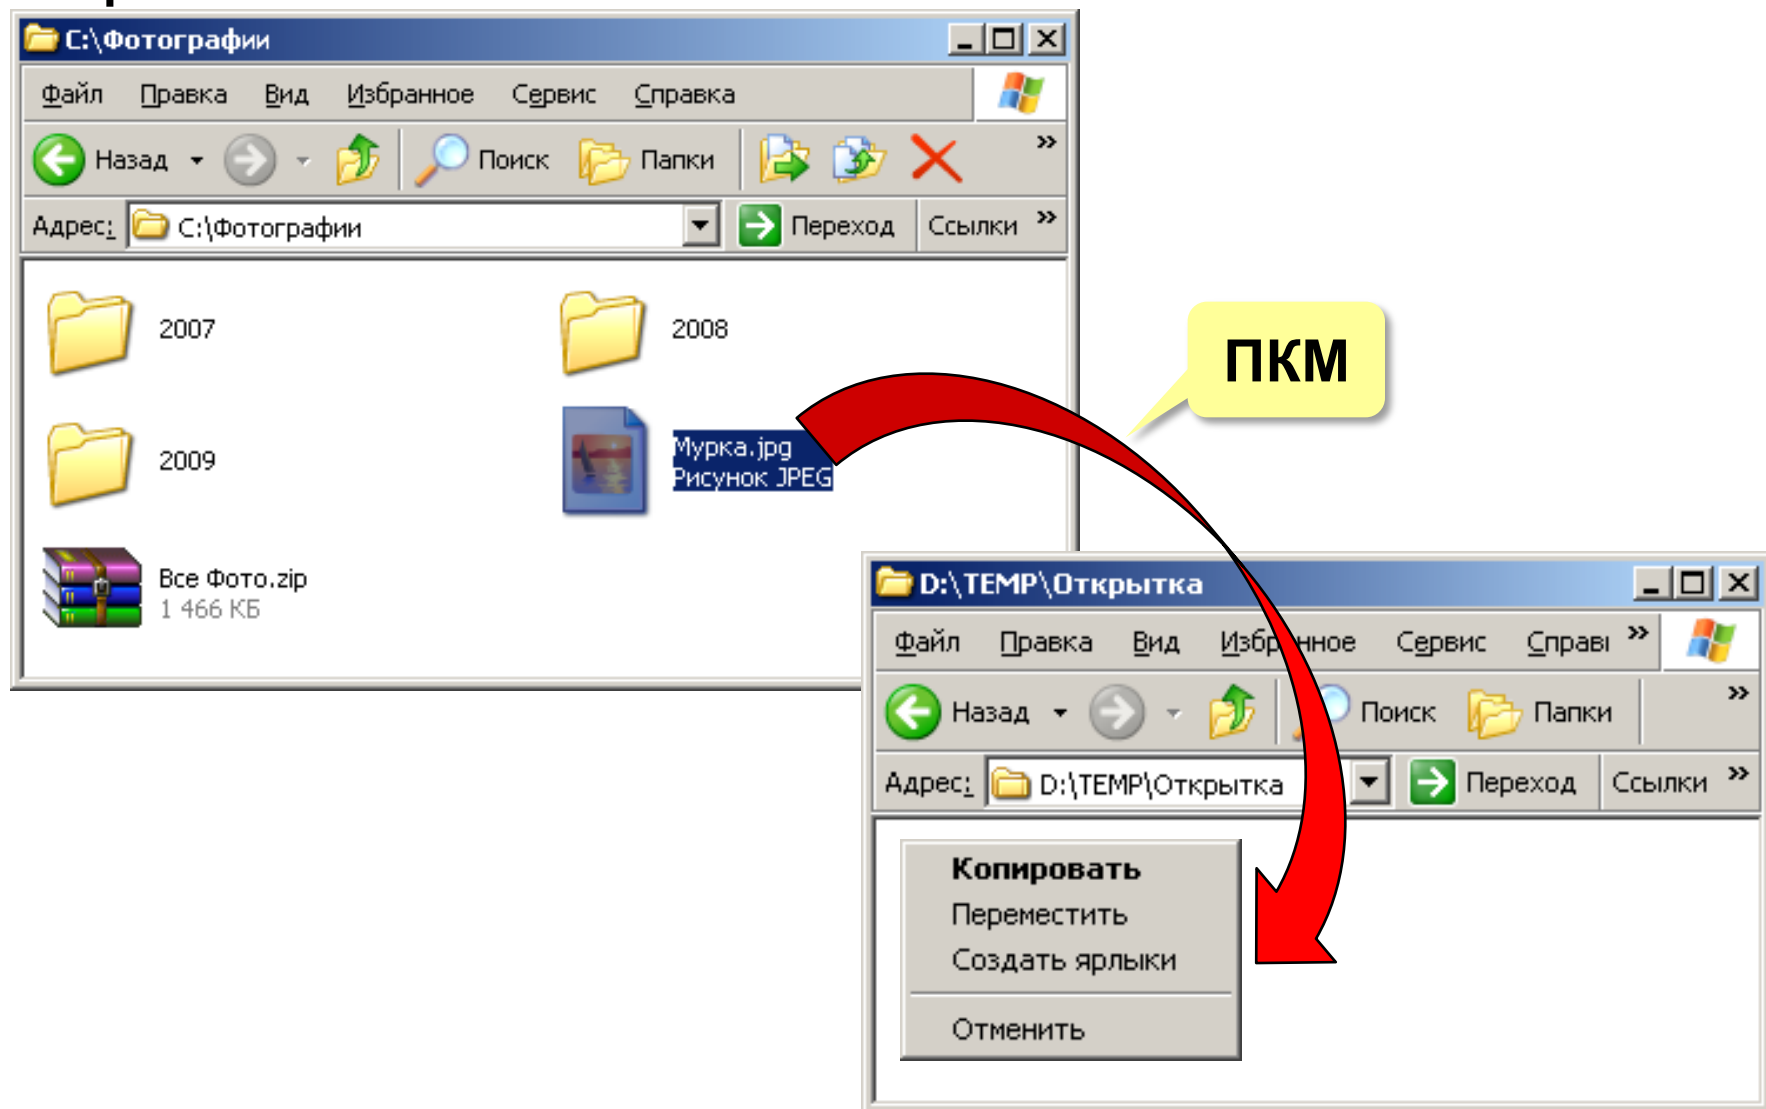 С:\Фотографии
Файл Правка Вид Избранное Сервис Справка
Назад Поиск Папки »
Адрес: С:\Фотографии Переход Ссылки »
2007 2008
ПКМ
2009 Мурка.jpg
Рисунок JPEG
Все Фото.zip
1 466 КБ
D:\TEMP\Открытка
Файл Правка Вид Избранное Сервис »
Назад Поиск Папки »
Адрес: D:\TEMP\Открытка Переход Ссылки »
Копировать
Переместить
Создать ярлыки
Отменить